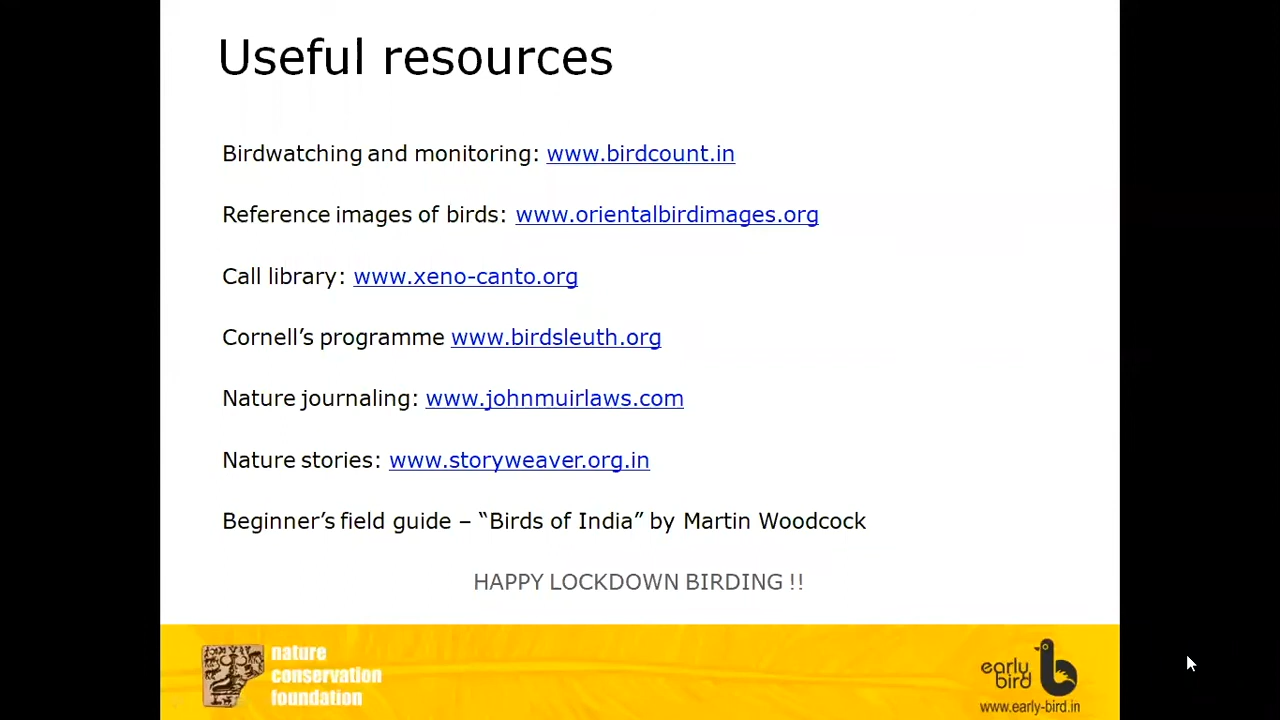 Useful resources
Birdwatching and monitoring: www.birdcount.in
Reference images of birds: www.orientalbirdimages.org
Call library: www.xeno-canto.org
Cornell’s programme www.birdsleuth.org
Nature journaling: www.johnmuirlaws.com
Nature stories: www.storyweaver.org.in
Beginner’s field guide – “Birds of India” by Martin Woodcock
HAPPY LOCKDOWN BIRDING !!
nature
conservation
foundation
early
bird
www.early-bird.in